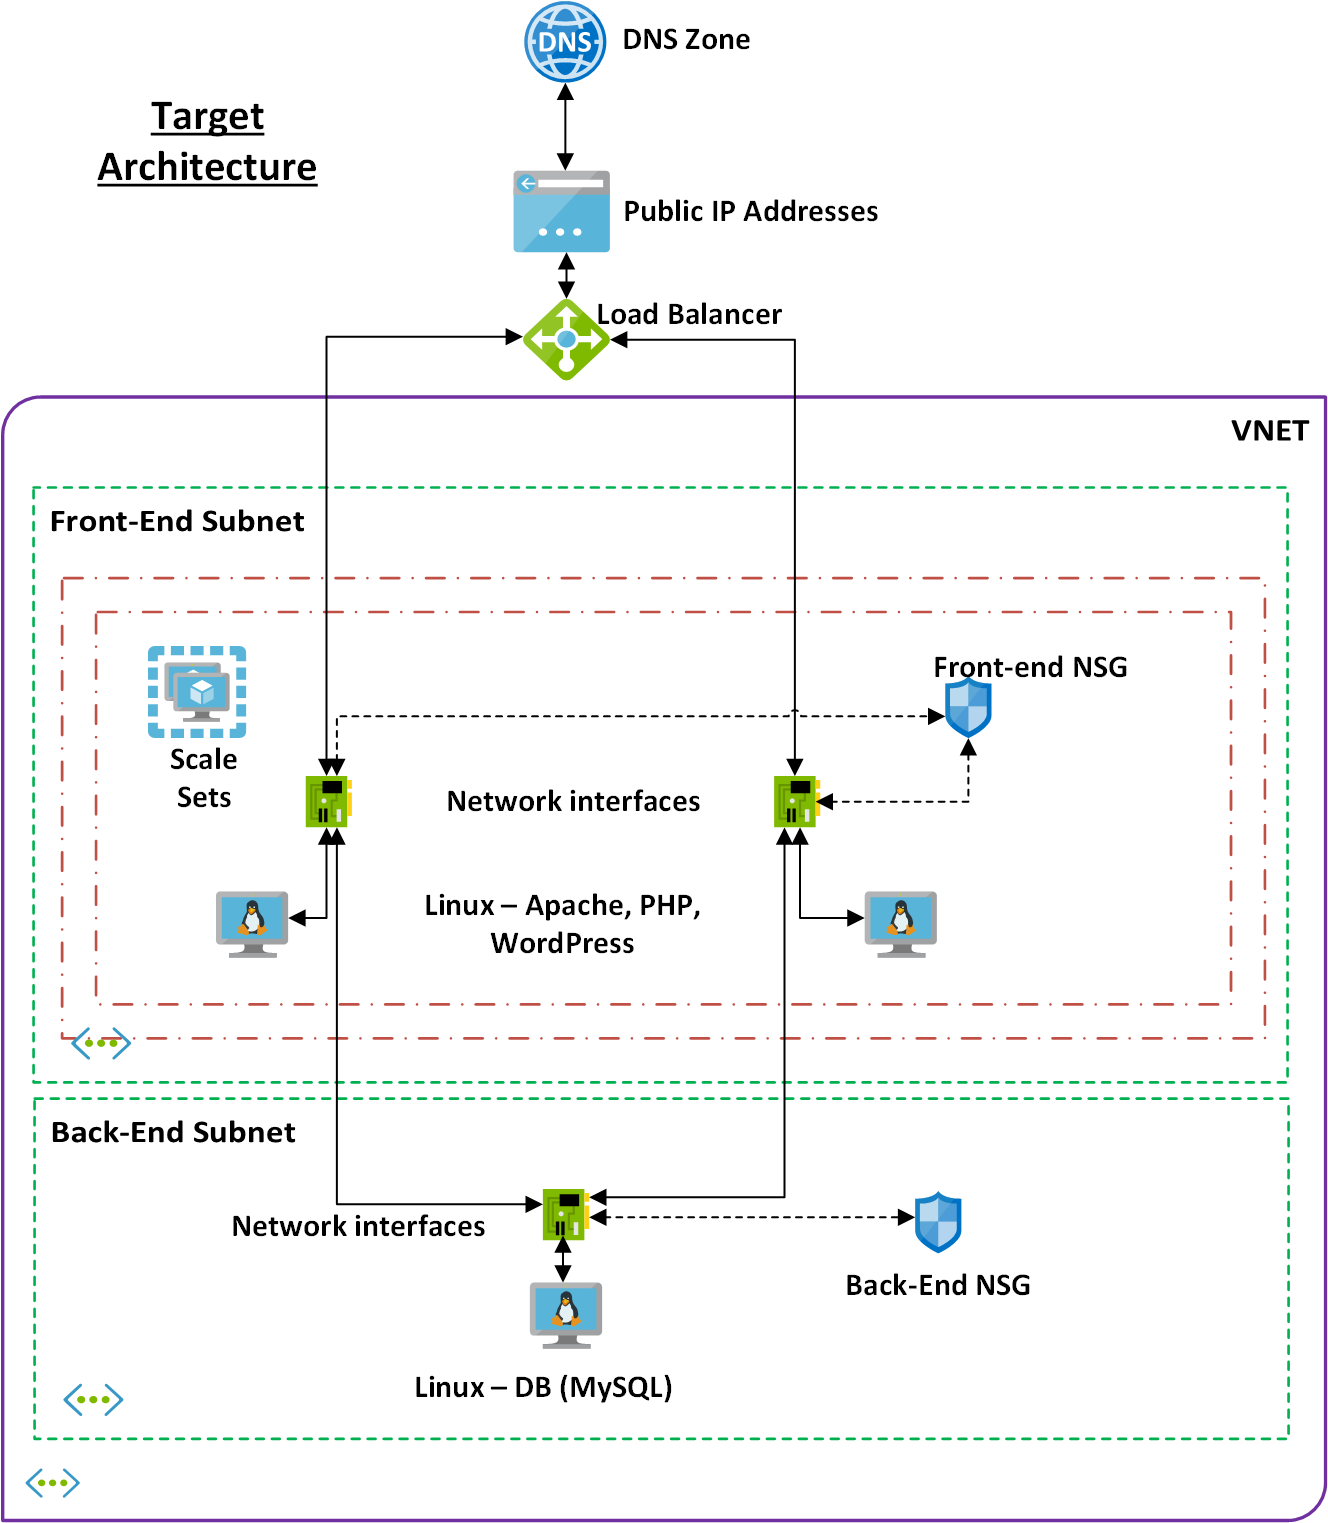 DNS
DNS Zone
Target
Architecture
Public IP Addresses
Load Balancer
VNET
Front-End Subnet
Front-end NSG
Scale
Sets
Network interfaces
Linux – Apache, PHP,
WordPress
Back-End Subnet
Network interfaces
Back-End NSG
Linux – DB (MySQL)